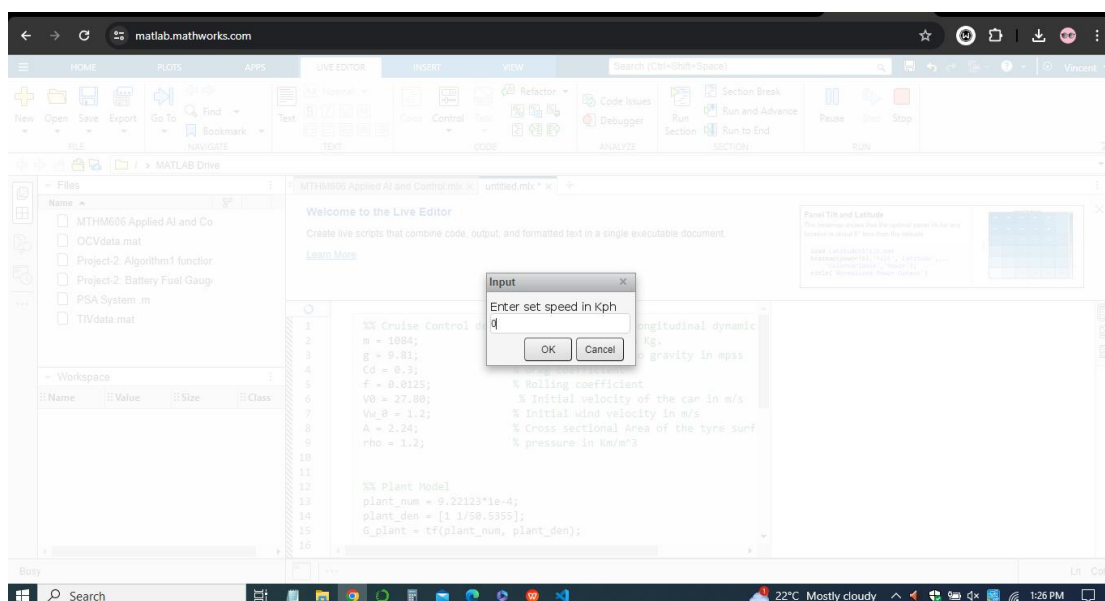 matlab.mathworks.com
HOME PLOTS APPS LIVE EDITOR INSERT VIEW Search (Ctrl+Shift+Space) Vincent
New Open Save Export Go To Find Bookmark Text Normal Code Control Task Refactor Code Issues Debugger Run Section Section Break Run and Advance Run to End Pause Step Stop
FILE NAVIGATE TEXT CODE ANALYZE SECTION RUN
/ MATLAB Drive
Files
MTHM606 Applied AI and Control.mlx × untitled.mlx * × +
Name
MTHM606 Applied AI and Co
OCVdata.mat
Project-2: Algorithm1 function
Project-2: Battery Fuel Gaug
PSA System .m
TIVdata.mat
Workspace
Name Value Size Class
Welcome to the Live Editor
Create live scripts that combine code, output, and formatted text in a single executable document.
Learn More
Panel Tilt and Latitude
Input ×
Enter set speed in Kph
0
OK Cancel
1 %% Cruise Control de ongitudinal dynamic
2 m = 1084; Kg.
3 g = 9.81; o gravity in mpss
4 Cd = 0.3; % Drag coefficient
5 f = 0.0125; % Rolling coefficient
6 V0 = 27.80; % Initial velocity of the car in m/s
7 Vw_0 = 1.2; % Initial wind velocity in m/s
8 A = 2.24; % Cross sectional Area of the tyre surf
9 rho = 1.2; % pressure in Km/m^3
10
11
12 %% Plant Model
13 plant_num = 9.22123*1e-4;
14 plant_den = [1 1/50.5355];
15 G_plant = tf(plant_num, plant_den);
16
Busy
Ln Col
Search
22°C Mostly cloudy 1:26 PM